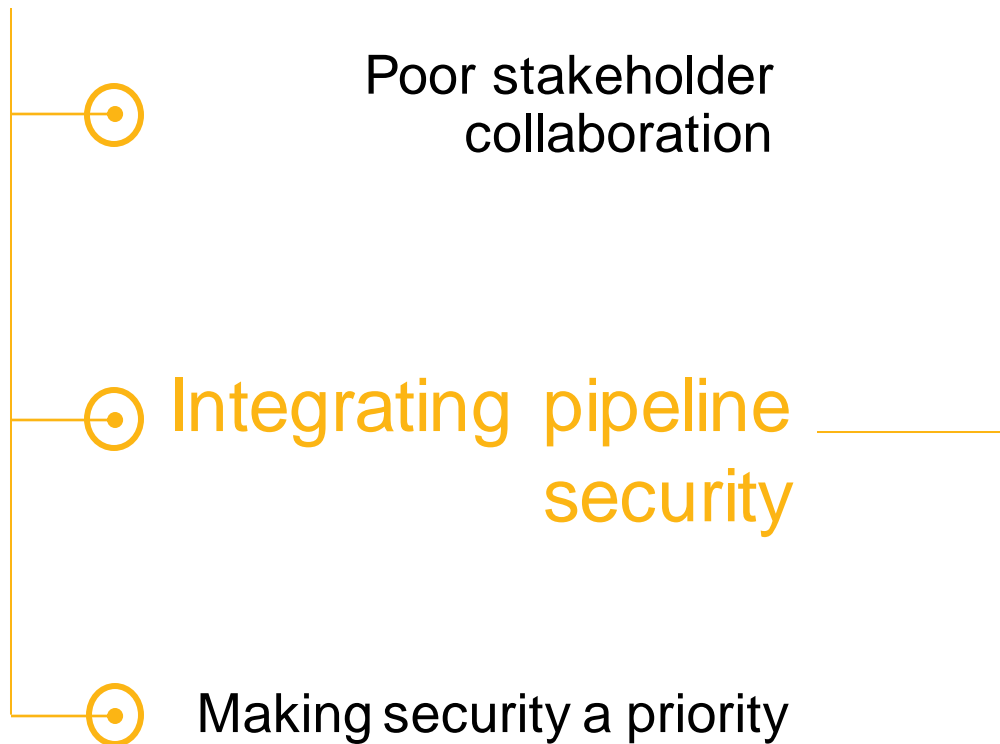 Poor stakeholder
collaboration
Integrating pipeline
security
Making security a priority